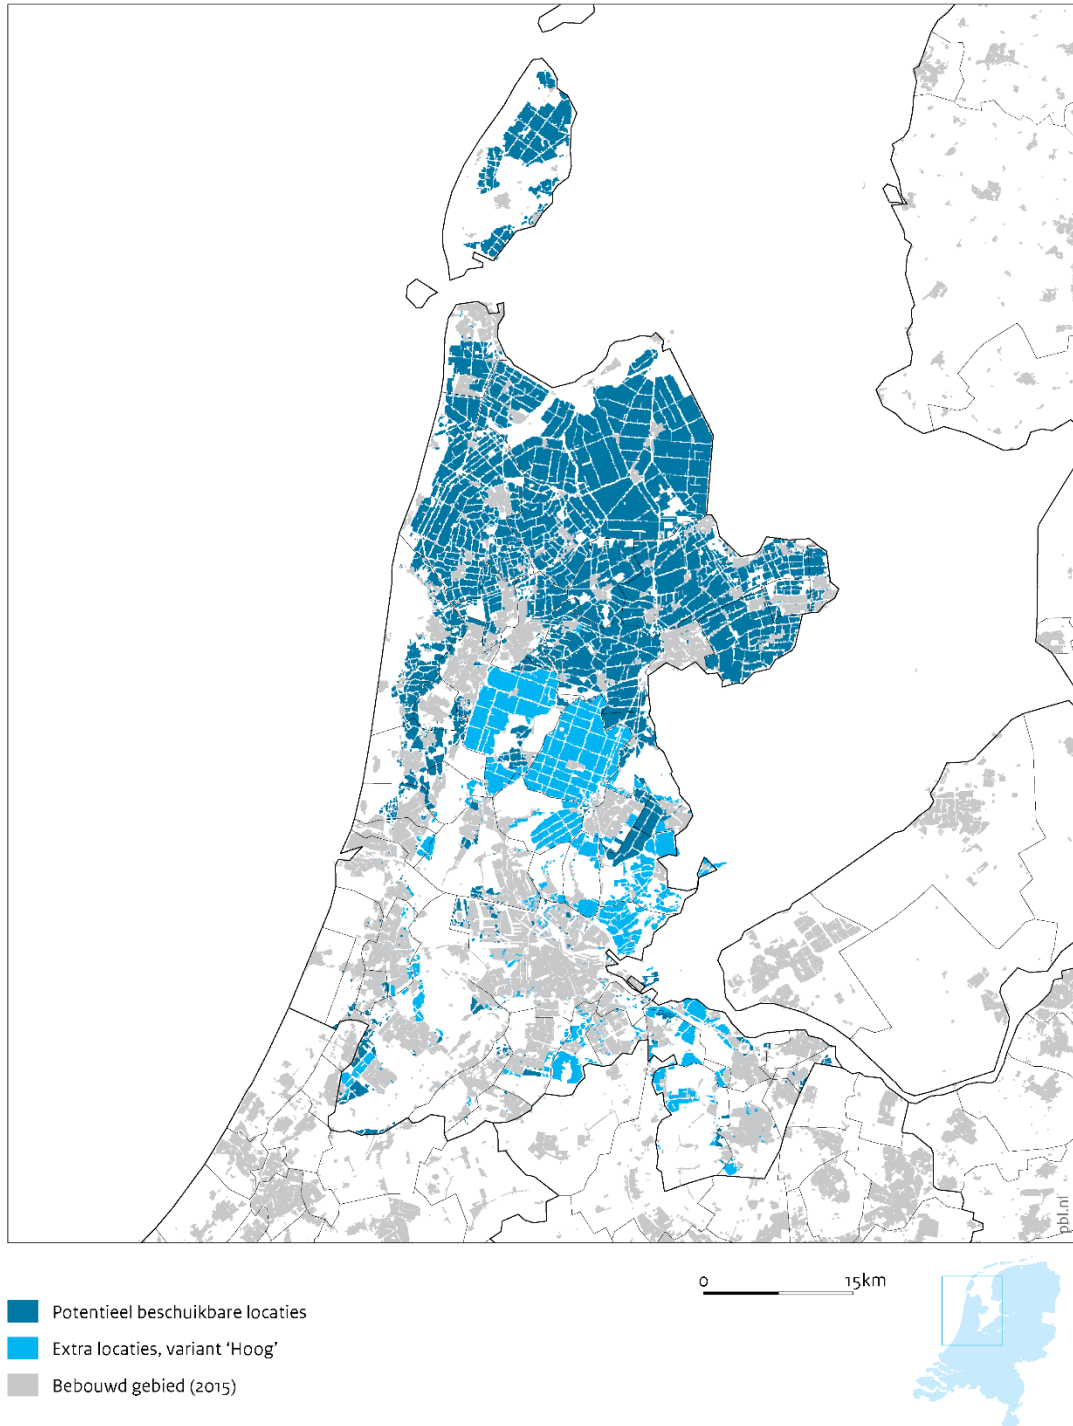 pbl.nl
0 15km
Potentieel beschuikbare locaties
Extra locaties, variant ‘Hoog’
Bebouwd gebied (2015)